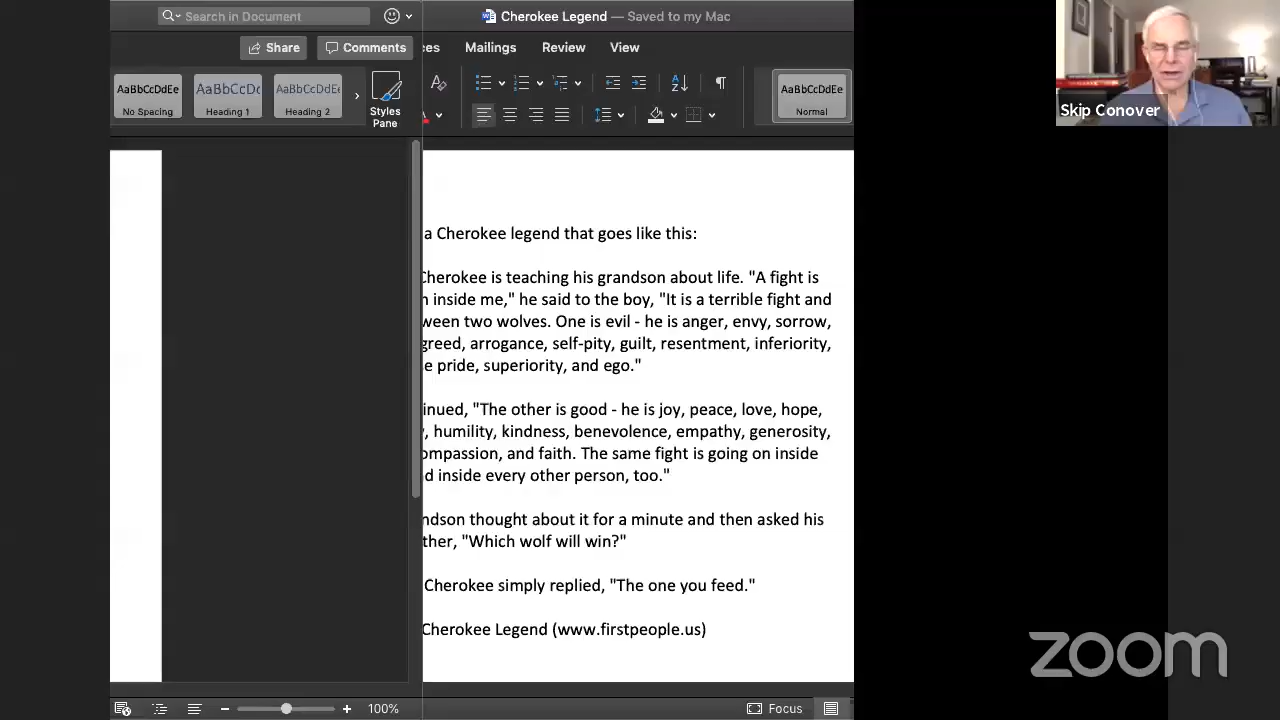 Search in Document
Cherokee Legend — Saved to my Mac
Share
Comments
ces
Mailings
Review
View
AaBbCcDdEe
No Spacing
AaBbCcDc
Heading 1
AaBbCcDdEe
Heading 2
Styles
Pane
AaBbCcDdEe
Normal
Skip Conover
a Cherokee legend that goes like this:
Cherokee is teaching his grandson about life. "A fight is
n inside me," he said to the boy, "It is a terrible fight and
ween two wolves. One is evil - he is anger, envy, sorrow,
greed, arrogance, self-pity, guilt, resentment, inferiority,
e pride, superiority, and ego."
inued, "The other is good - he is joy, peace, love, hope,
, humility, kindness, benevolence, empathy, generosity,
ompassion, and faith. The same fight is going on inside
d inside every other person, too."
ndson thought about it for a minute and then asked his
ther, "Which wolf will win?"
Cherokee simply replied, "The one you feed."
Cherokee Legend (www.firstpeople.us)
zoom
100%
Focus